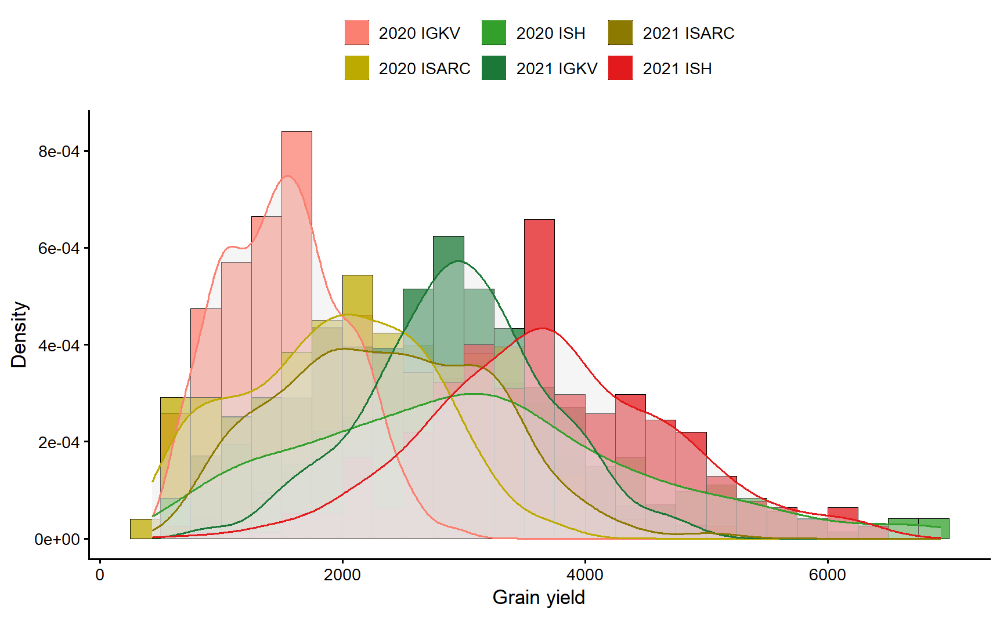 2020 IGKV 2020 ISH 2021 ISARC
2020 ISARC 2021 IGKV 2021 ISH
Density
8e-04
6e-04
4e-04
2e-04
0e+00
0 2000 4000 6000
Grain yield